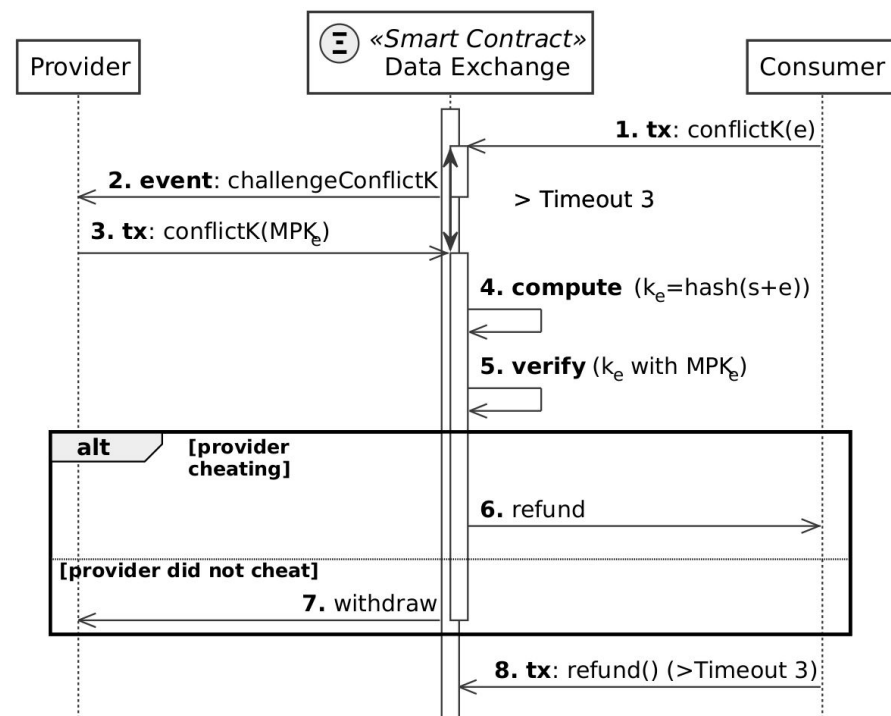 Ξ «Smart Contract»
Provider Data Exchange Consumer
1. tx: conflictK(e)
2. event: challengeConflictK
> Timeout 3
3. tx: conflictK(MPKₑ)
4. compute (kₑ=hash(s+e))
5. verify (kₑ with MPKₑ)
alt [provider
cheating]
6. refund
[provider did not cheat]
7. withdraw
8. tx: refund() (>Timeout 3)